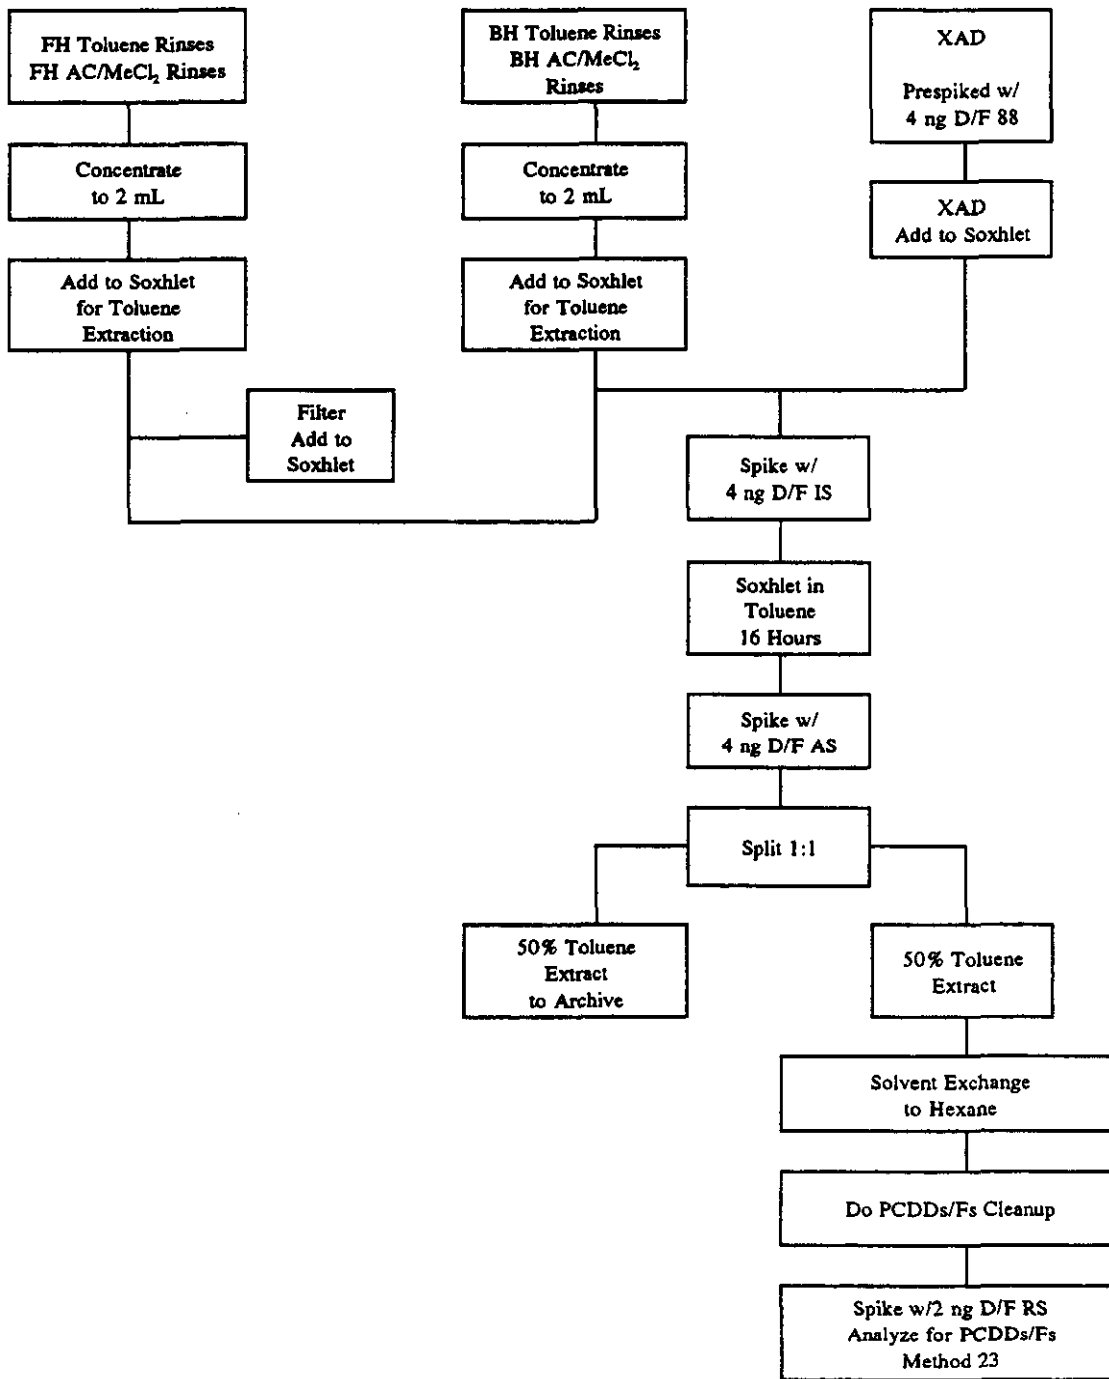 FH Toluene Rinses
FH AC/MeCl₂ Rinses
BH Toluene Rinses
BH AC/MeCl₂
Rinses
XAD
Prespiked w/
4 ng D/F 88
Concentrate
to 2 mL
Concentrate
to 2 mL
XAD
Add to Soxhlet
Add to Soxhlet
for Toluene
Extraction
Add to Soxhlet
for Toluene
Extraction
Filter
Add to
Soxhlet
Spike w/
4 ng D/F IS
Soxhlet in
Toluene
16 Hours
Spike w/
4 ng D/F AS
Split 1:1
50% Toluene
Extract
to Archive
50% Toluene
Extract
Solvent Exchange
to Hexane
Do PCDDs/Fs Cleanup
Spike w/2 ng D/F RS
Analyze for PCDDs/Fs
Method 23